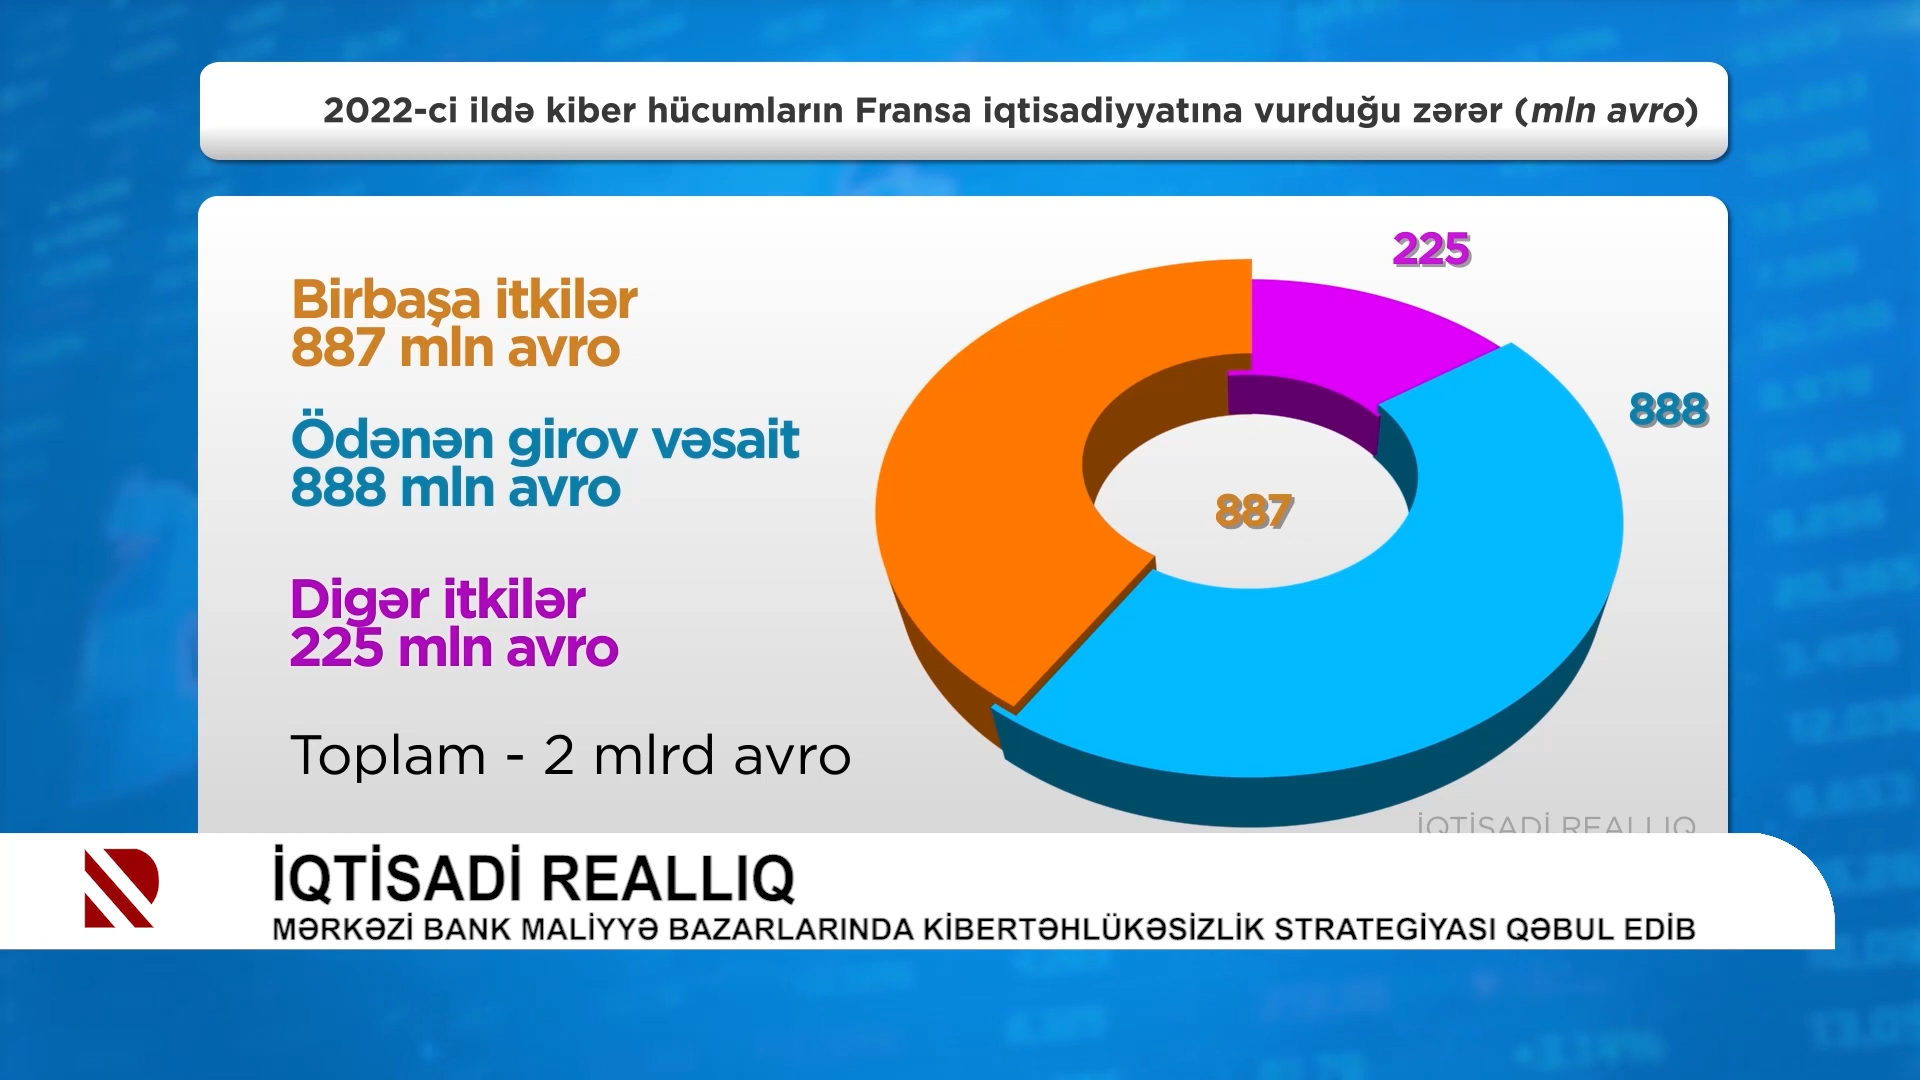 2022-ci ildə kiber hücumların Fransa iqtisadiyyatına vurduğu zərər (mln avro)
Birbaşa itkilər
887 mln avro
Ödənən girov vəsait
888 mln avro
Digər itkilər
225 mln avro
Toplam - 2 mlrd avro
225
888
887
İQTİSADİ REALLIQ
İQTİSADİ REALLIQ
MƏRKƏZİ BANK MALİYYƏ BAZARLARINDA KİBERTƏHLÜKƏSİZLİK STRATEGİYASI QƏBUL EDİB